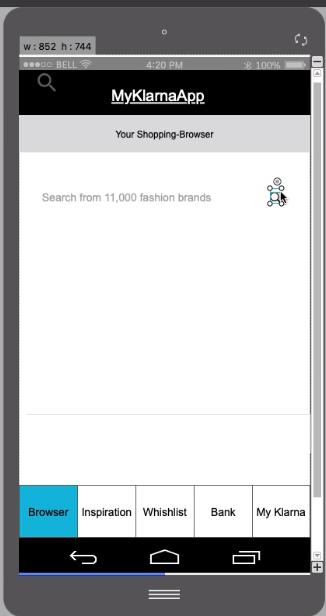 w : 852 h : 744
BELL 4:20 PM 100%
MyKlarnaApp
Your Shopping-Browser
Search from 11,000 fashion brands
Browser Inspiration Whishlist Bank My Klarna